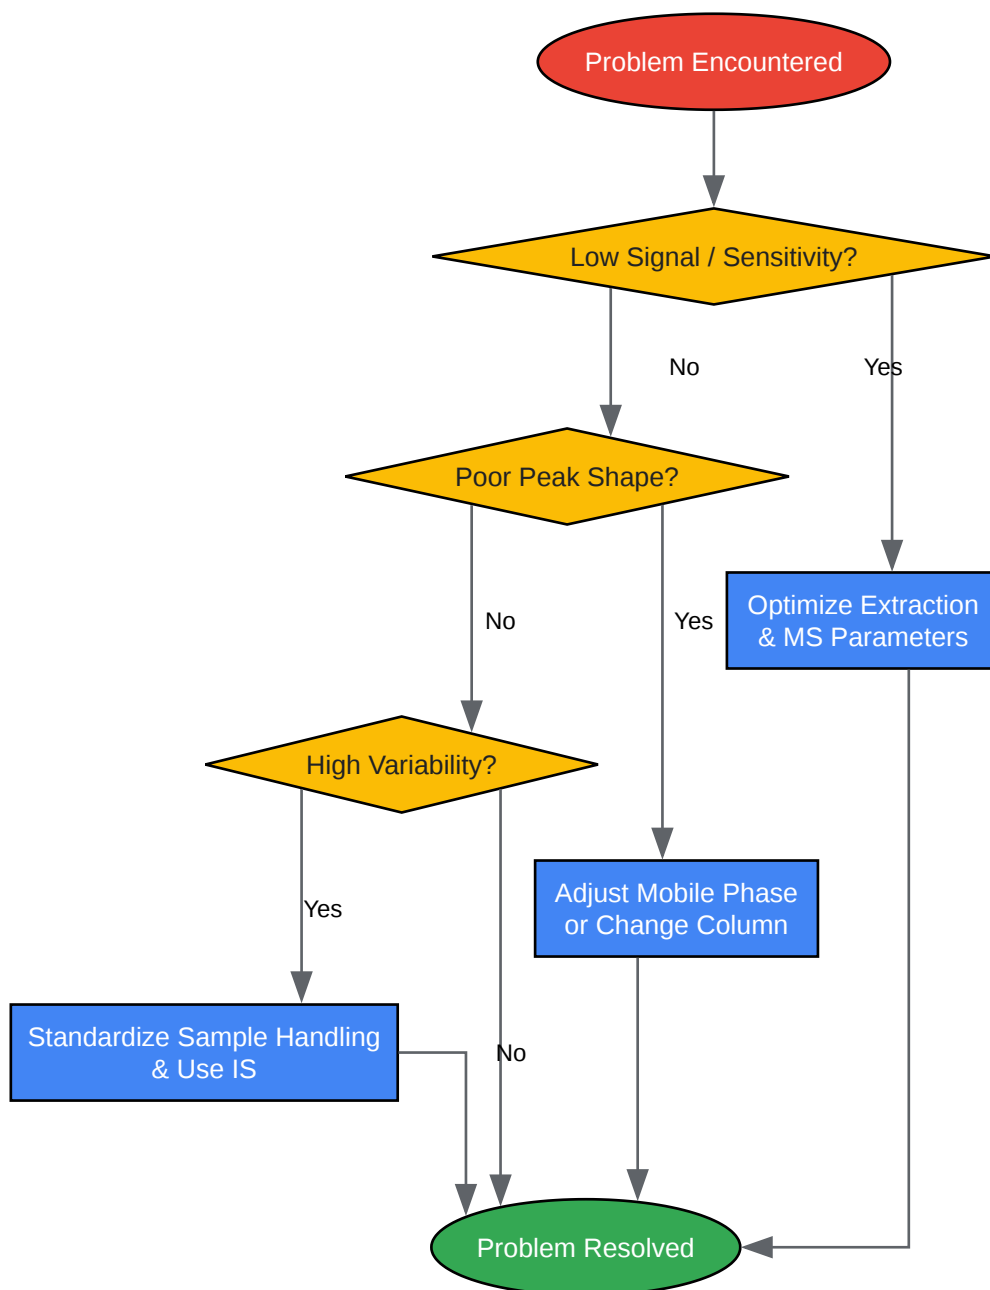 Problem Encountered
Low Signal / Sensitivity?
No
Yes
Poor Peak Shape?
Optimize Extraction
& MS Parameters
No
Yes
High Variability?
Adjust Mobile Phase
or Change Column
Yes
Standardize Sample Handling
& Use IS
No
Problem Resolved